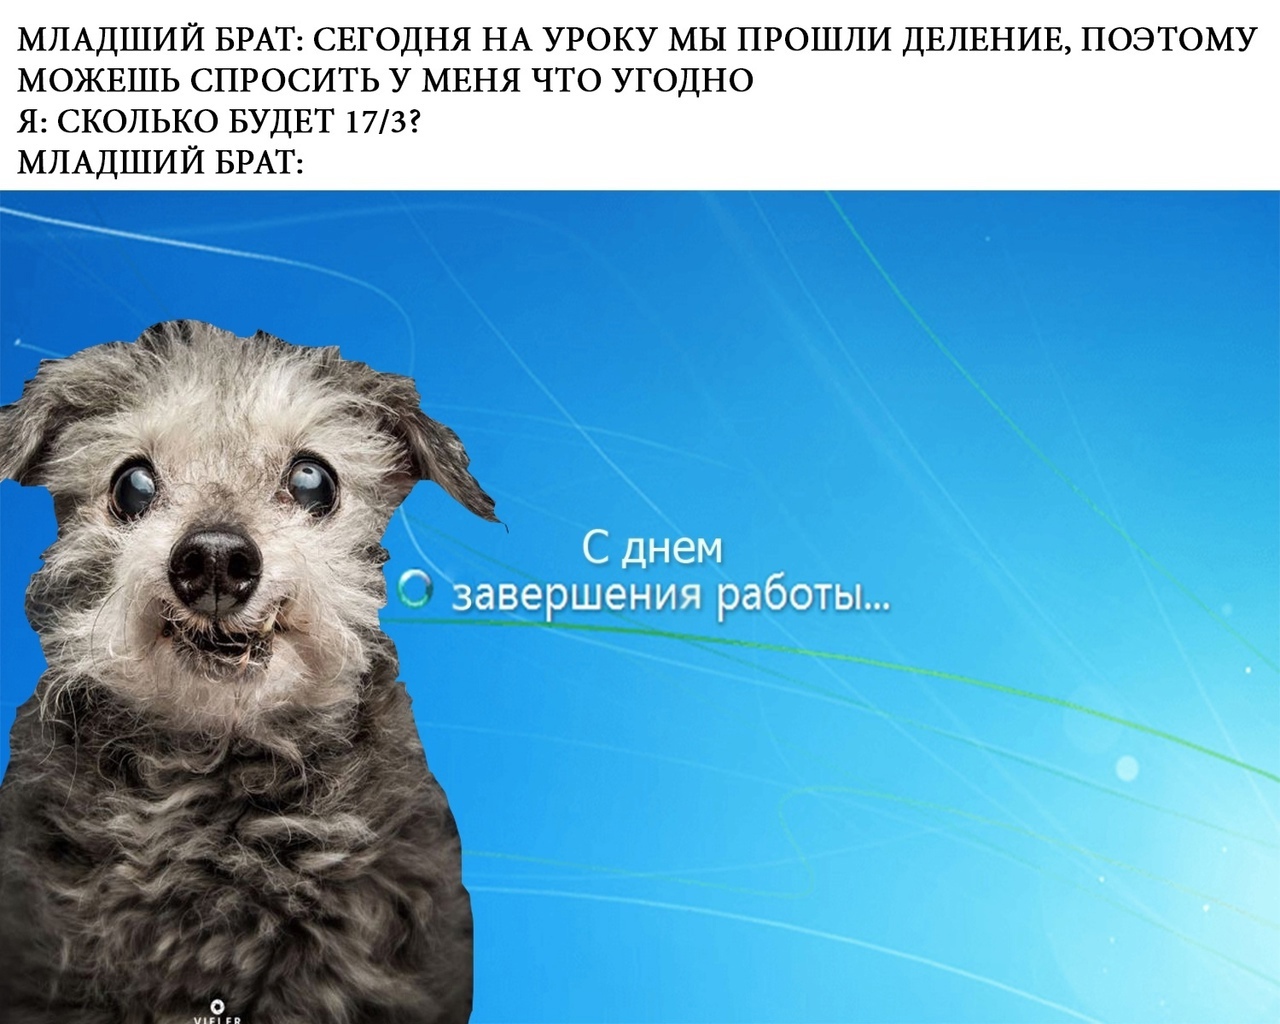 МЛАДШИЙ БРАТ: СЕГОДНЯ НА УРОКУ МЫ ПРОШЛИ ДЕЛЕНИЕ, ПОЭТОМУ
МОЖЕШЬ СПРОСИТЬ У МЕНЯ ЧТО УГОДНО
Я: СКОЛЬКО БУДЕТ 17/3?
МЛАДШИЙ БРАТ:
С днем
завершения работы...
VIELER